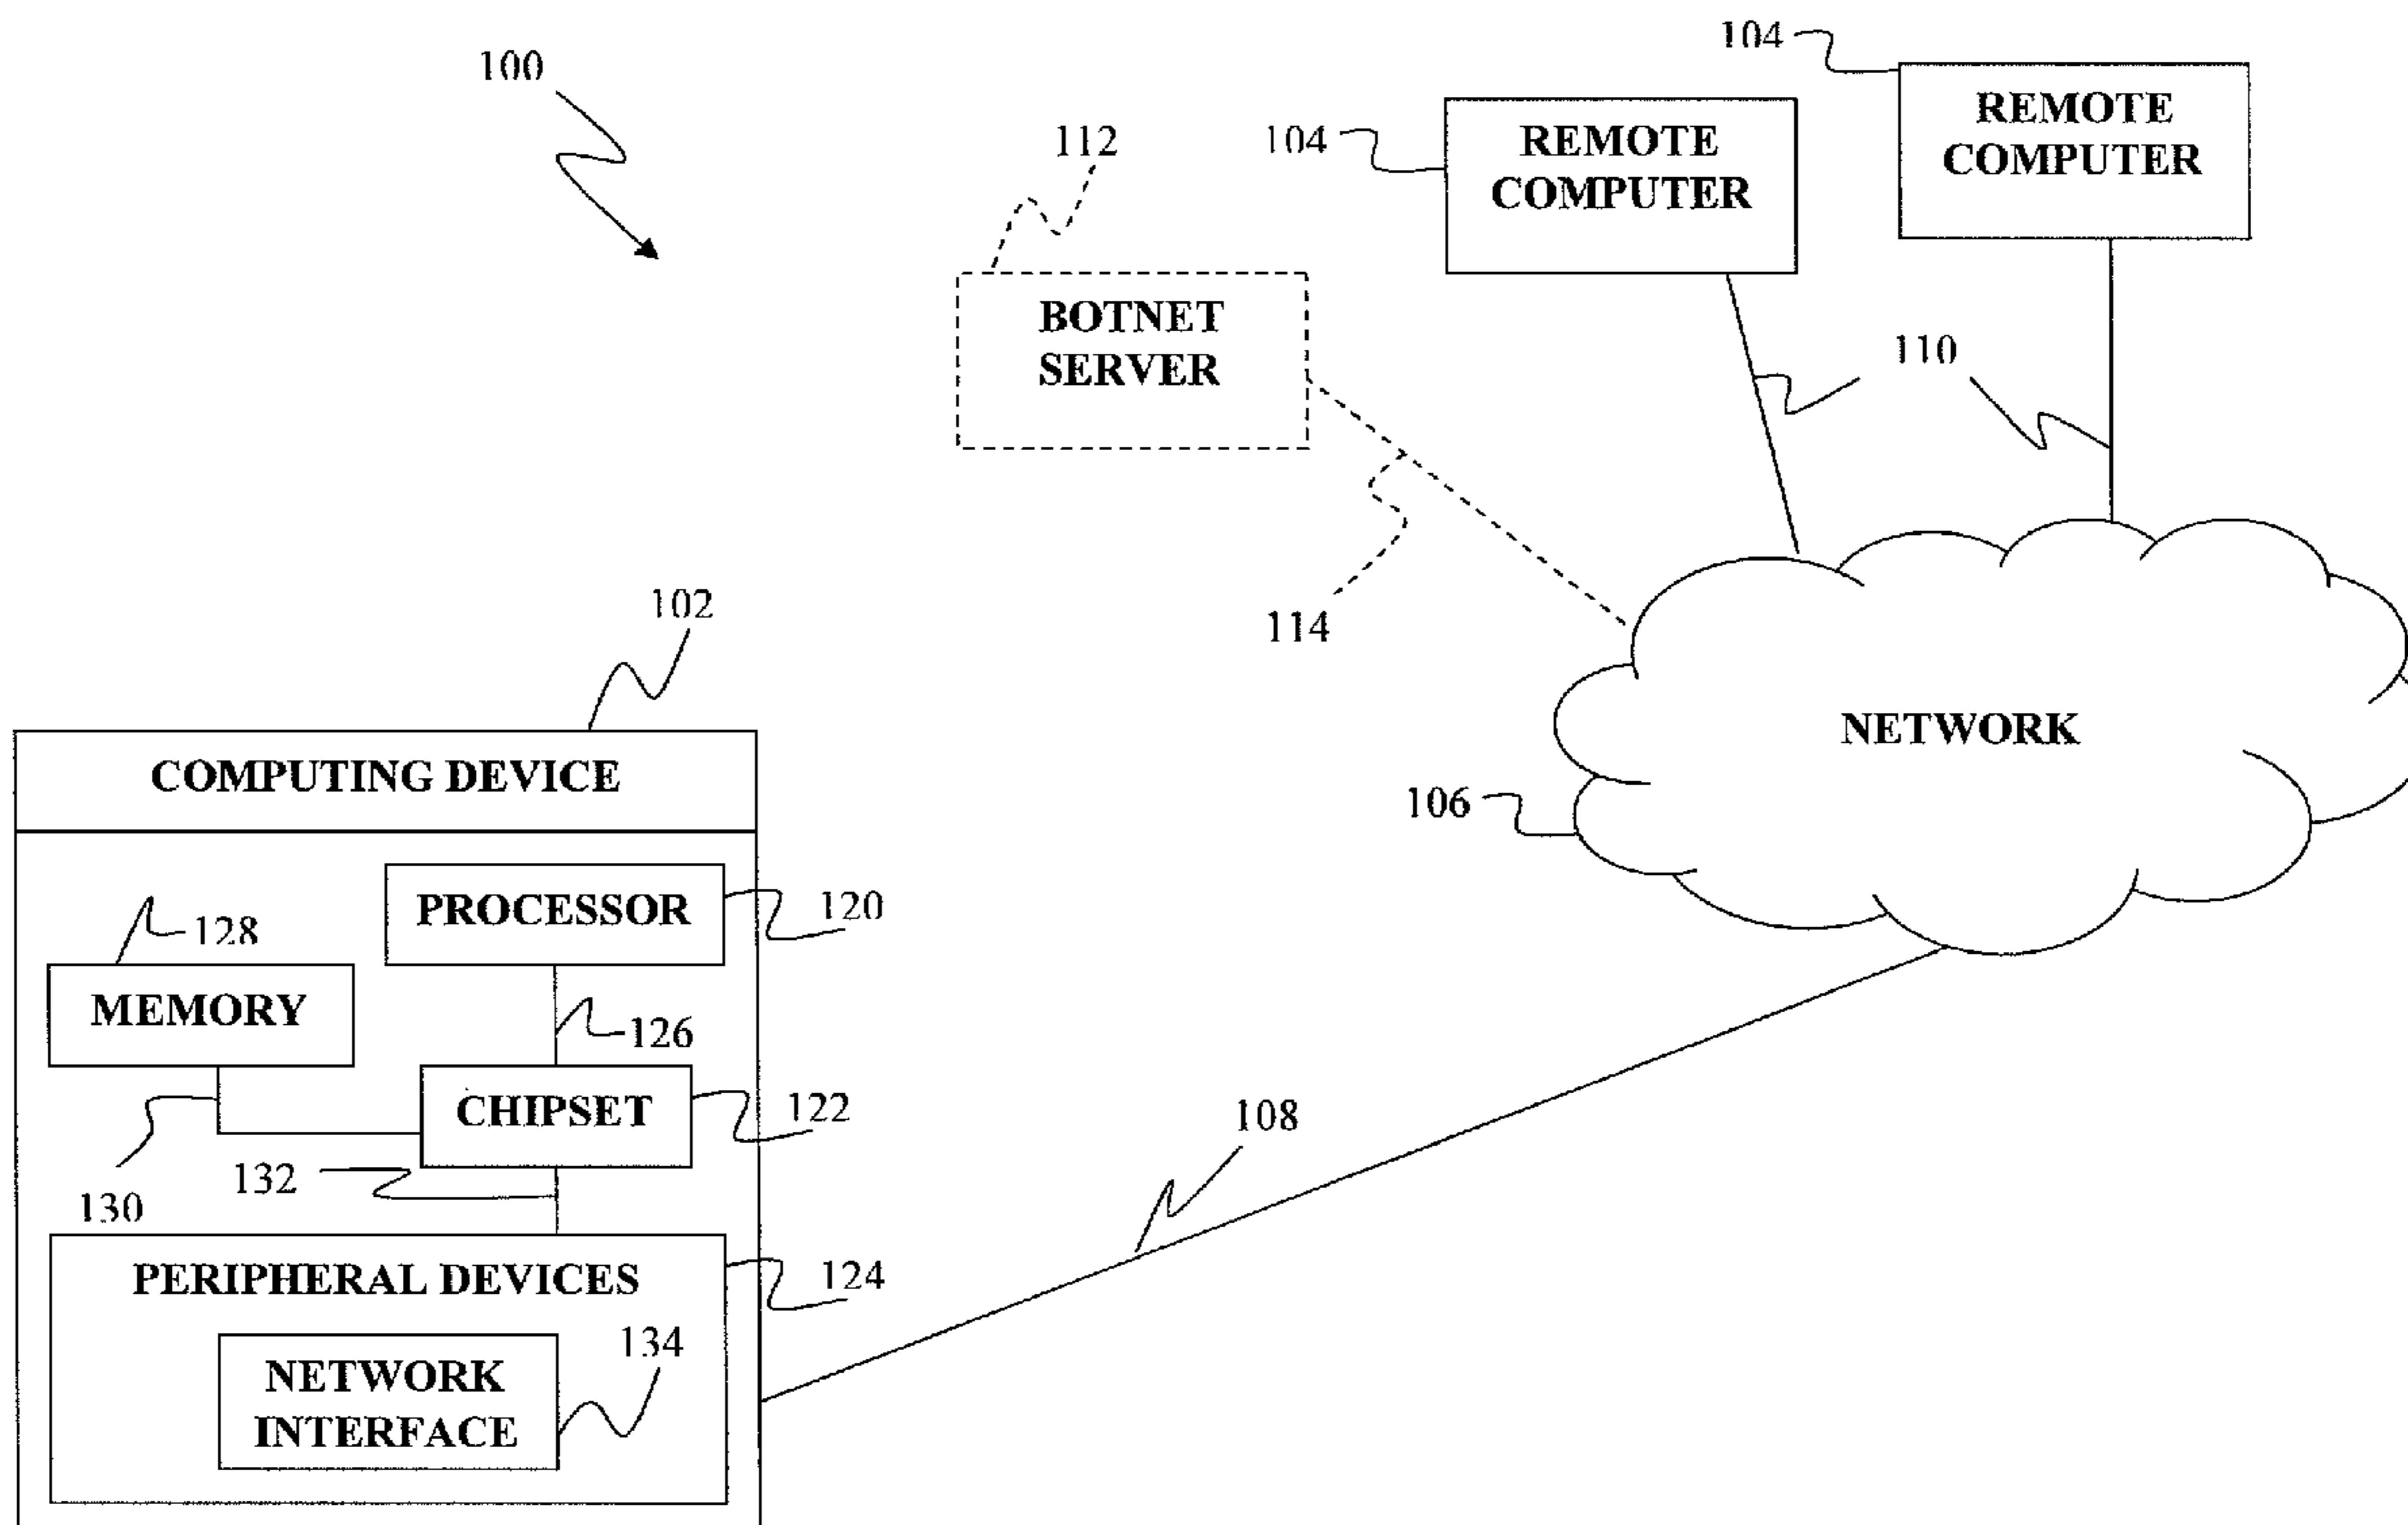 100
104
REMOTE
COMPUTER
104
REMOTE
COMPUTER
112
BOTNET
SERVER
110
114
102
NETWORK
106
COMPUTING DEVICE
PROCESSOR
120
128
MEMORY
126
CHIPSET
122
130
132
108
PERIPHERAL DEVICES
124
134
NETWORK
INTERFACE